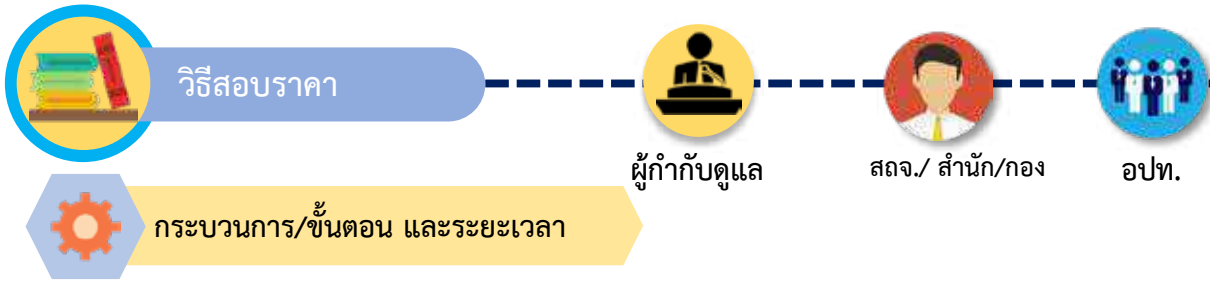 วิธีสอบราคา
ผู้กำกับดูแล
สถจ./ สำนัก/กอง
อปท.
กระบวนการ/ขั้นตอน และระยะเวลา